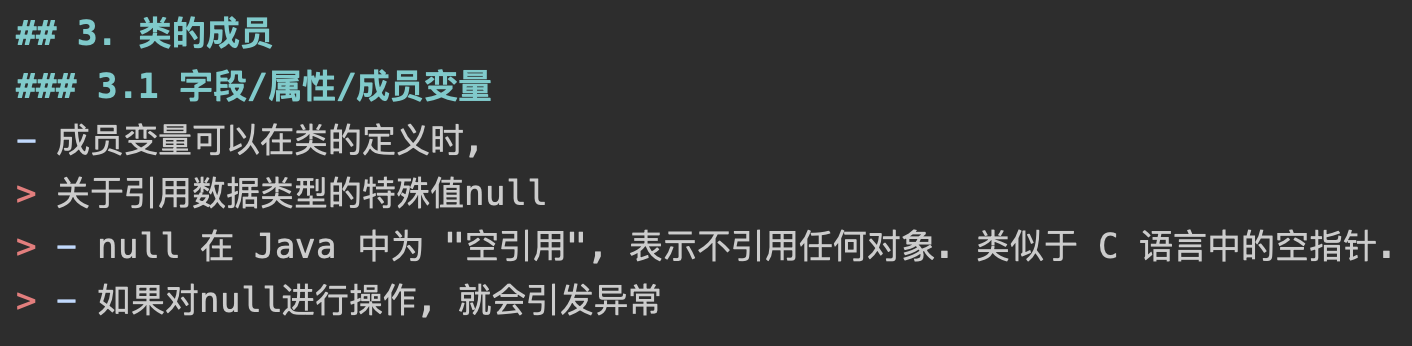 ## 3. 类的成员
### 3.1 字段/属性/成员变量
- 成员变量可以在类的定义时,
> 关于引用数据类型的特殊值null
> - null 在 Java 中为 "空引用", 表示不引用任何对象. 类似于 C 语言中的空指针.
> - 如果对null进行操作, 就会引发异常